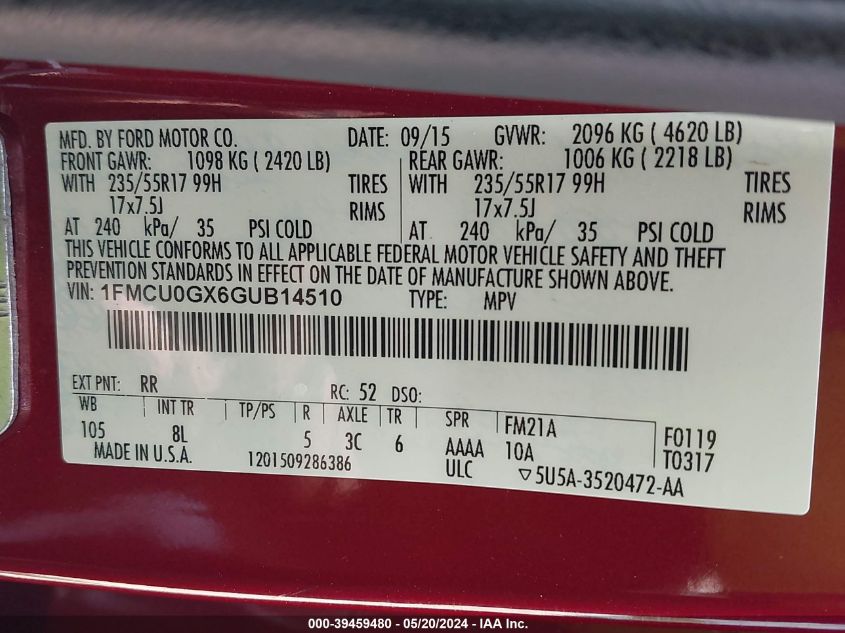 MFD. BY FORD MOTOR CO. DATE: 09/15 GVWR: 2096 KG ( 4620 LB)
FRONT GAWR: 1098 KG ( 2420 LB) REAR GAWR: 1006 KG ( 2218 LB)
WITH 235/55R17 99H TIRES WITH 235/55R17 99H TIRES
17x7.5J RIMS 17x7.5J RIMS
AT 240 kPa/ 35 PSI COLD AT 240 kPa/ 35 PSI COLD
THIS VEHICLE CONFORMS TO ALL APPLICABLE FEDERAL MOTOR VEHICLE SAFETY AND THEFT
PREVENTION STANDARDS IN EFFECT ON THE DATE OF MANUFACTURE SHOWN ABOVE.
VIN: 1FMCU0GX6GUB14510 TYPE: MPV
EXT PNT: RR RC: 52 DSO:
WB INT TR TP/PS R AXLE TR SPR FM21A F0119
105 8L 5 3C 6 AAAA 10A T0317
MADE IN U.S.A. 1201509286386 ULC ▽5U5A-3520472-AA
000-39459480 - 05/20/2024 - IAA Inc.